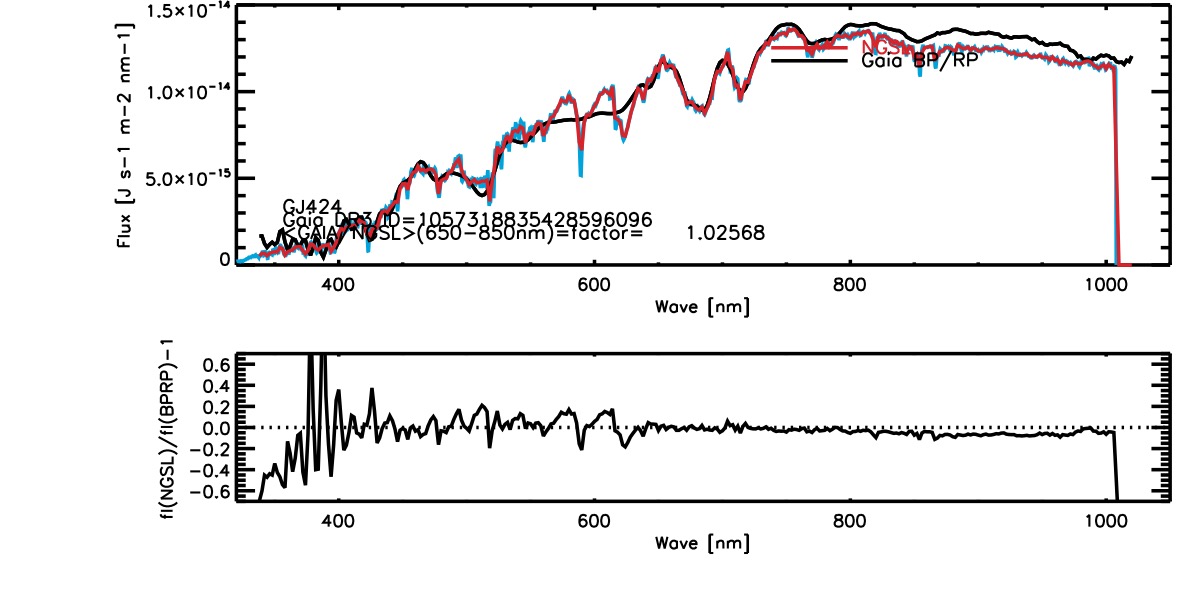 1.5×10−14
1.0×10−14
5.0×10−15
0
Flux [J s−1 m−2 nm−1]
NGSL
Gaia BP/RP
GJ424
Gaia DR3/ID=1057318835428596096
<GAIA/NGSL>(650−850nm)=factor= 1.02568
400 600 800 1000
Wave [nm]
fl(NGSL)/fl(BPRP)−1
0.6
0.4
0.2
0.0
−0.2
−0.4
−0.6
400 600 800 1000
Wave [nm]